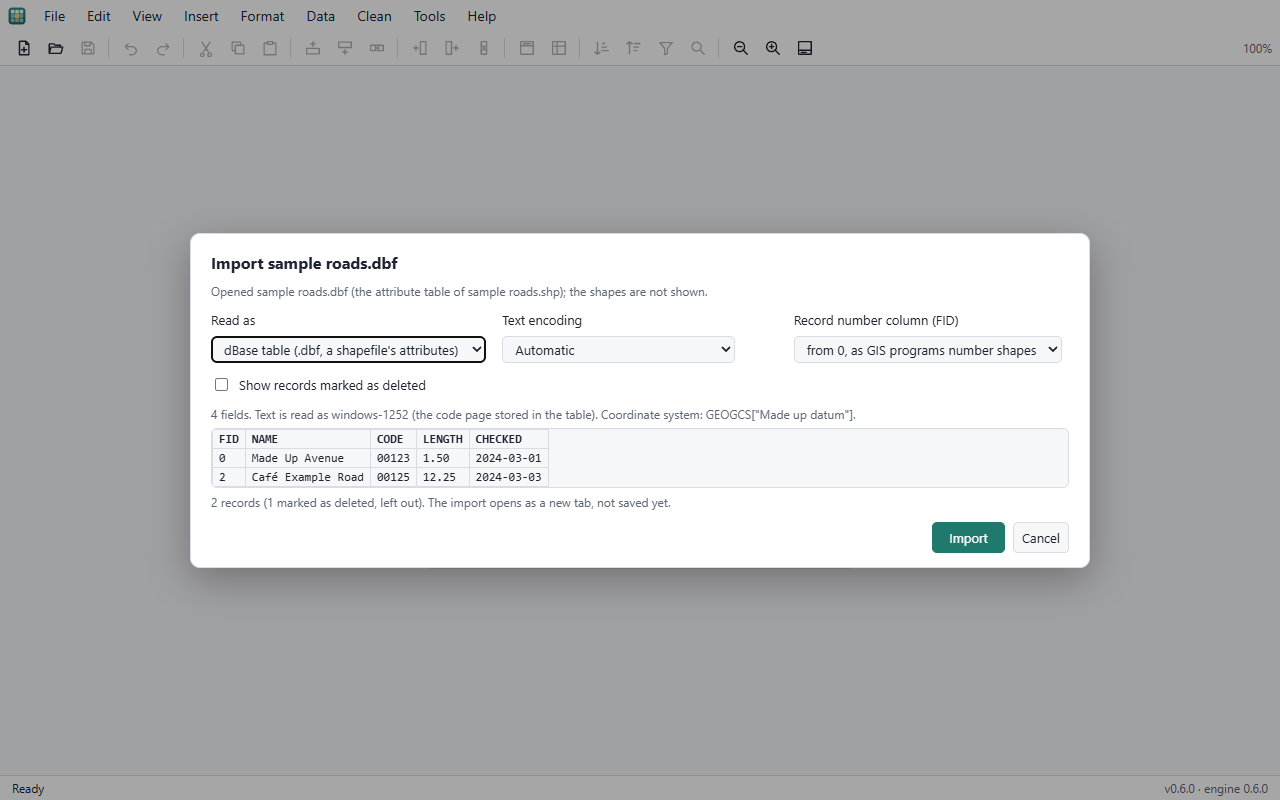 File Edit View Insert Format Data Clean Tools Help
100%
Import sample roads.dbf
Opened sample roads.dbf (the attribute table of sample roads.shp); the shapes are not shown.
Read as Text encoding Record number column (FID)
dBase table (.dbf, a shapefile's attributes) Automatic from 0, as GIS programs number shapes
Show records marked as deleted
4 fields. Text is read as windows-1252 (the code page stored in the table). Coordinate system: GEOGCS["Made up datum"].
FID NAME CODE LENGTH CHECKED
0 Made Up Avenue 00123 1.50 2024-03-01
2 Café Example Road 00125 12.25 2024-03-03
2 records (1 marked as deleted, left out). The import opens as a new tab, not saved yet.
Import Cancel
Ready v0.6.0 · engine 0.6.0